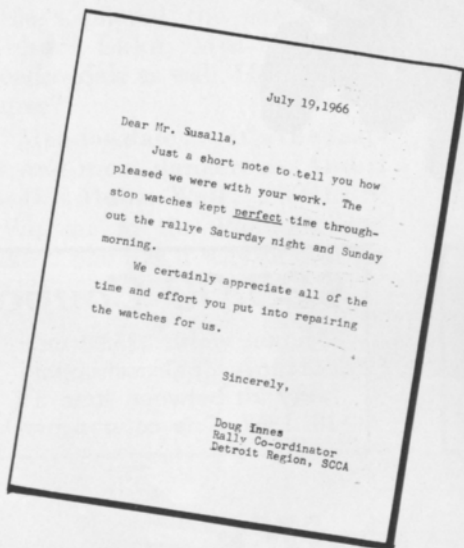 July 19,1966
Dear Mr. Susalla,
Just a short note to tell you how
pleased we were with your work. The
stop watches kept perfect time through-
out the rallye Saturday night and Sunday
morning.
We certainly appreciate all of the
time and effort you put into repairing
the watches for us.
Sincerely,
Doug Innes
Rally Co-ordinator
Detroit Region, SCCA